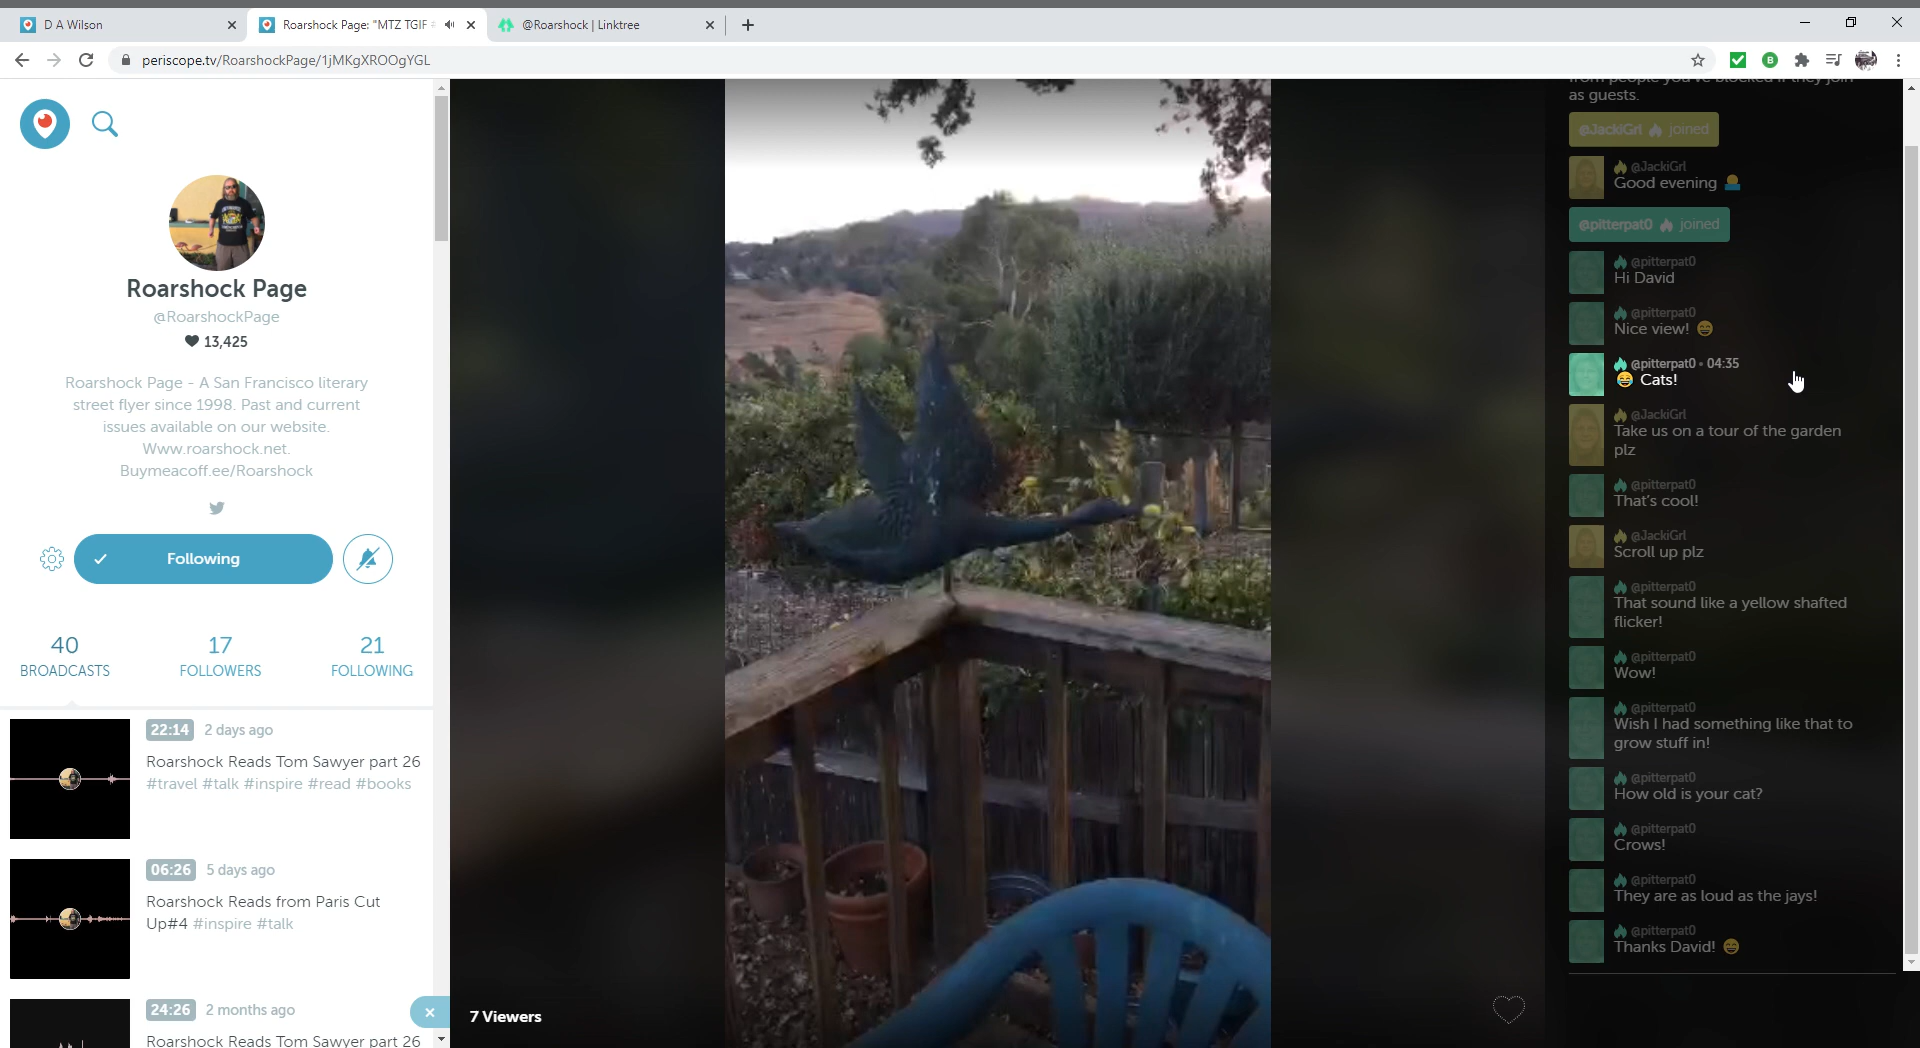 D A Wilson
Roarshock Page: "MTZ TGIF
@Roarshock | Linktree
periscope.tv/RoarshockPage/1jMKgXROOgYGL
Roarshock Page
@RoarshockPage
13,425
Roarshock Page - A San Francisco literary
street flyer since 1998. Past and current
issues available on our website.
Www.roarshock.net.
Buymeacoff.ee/Roarshock
Following
40
BROADCASTS
17
FOLLOWERS
21
FOLLOWING
22:14 2 days ago
Roarshock Reads Tom Sawyer part 26
#travel #talk #inspire #read #books
06:26 5 days ago
Roarshock Reads from Paris Cut
Up#4 #inspire #talk
24:26 2 months ago
Roarshock Reads Tom Sawyer part 26
7 Viewers
from people you've blocked if they join
as guests.
@JackiGrl joined
@JackiGrl
Good evening
@pitterpat0 joined
@pitterpat0
Hi David
@pitterpat0
Nice view! 😄
@pitterpat0 • 04:35
😂 Cats!
@JackiGrl
Take us on a tour of the garden
plz
@pitterpat0
That's cool!
@JackiGrl
Scroll up plz
@pitterpat0
That sound like a yellow shafted
flicker!
@pitterpat0
Wow!
@pitterpat0
Wish I had something like that to
grow stuff in!
@pitterpat0
How old is your cat?
@pitterpat0
Crows!
@pitterpat0
They are as loud as the jays!
@pitterpat0
Thanks David! 😄